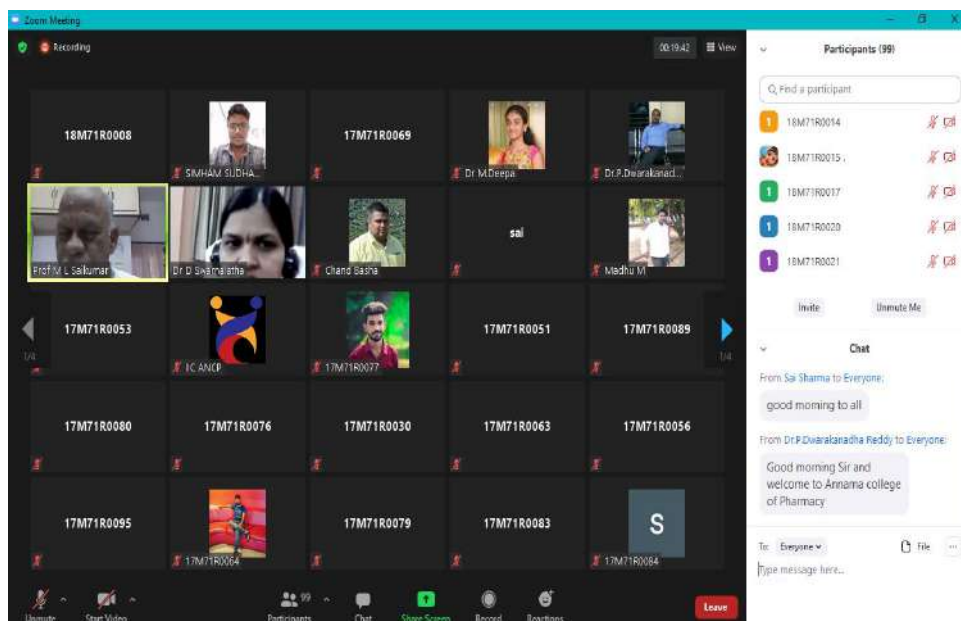 Zoom Meeting
Recording
00:19:42 View
18M71R0008
SIMHAM SUDHA...
17M71R0069
Dr M.Deepa
Dr.P.Dwarakanad...
Prof M L Saikumar
Dr D Swarnalatha
Chand Basha
sai
Madhu M
17M71R0053
IIC ANCP
17M71R0077
17M71R0051
17M71R0089
1/4
1/4
17M71R0080
17M71R0076
17M71R0030
17M71R0063
17M71R0056
17M71R0095
17M71R0064
17M71R0079
17M71R0083
S
17M71R0084
Unmute
Start Video
Participants
99
Chat
Share Screen
Record
Reactions
Leave
Participants (99)
Find a participant
1 18M71R0014
18M71R0015 .
1 18M71R0017
1 18M71R0020
1 18M71R0021
Invite Unmute Me
Chat
From Sai Sharma to Everyone:
good morning to all
From Dr.P.Dwarakanadha Reddy to Everyone:
Good morning Sir and
welcome to Annama college
of Pharmacy
To: Everyone File ...
Type message here...